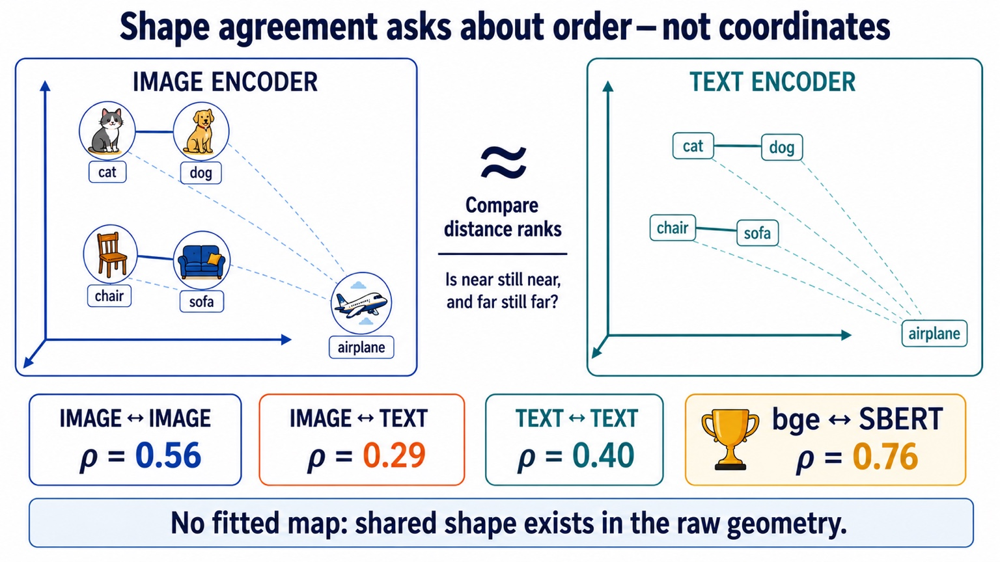 Shape agreement asks about order – not coordinates
IMAGE ENCODER
cat
dog
chair
sofa
airplane
≈
Compare
distance ranks
Is near still near,
and far still far?
TEXT ENCODER
cat
dog
chair
sofa
airplane
IMAGE ↔ IMAGE
ρ = 0.56
IMAGE ↔ TEXT
ρ = 0.29
TEXT ↔ TEXT
ρ = 0.40
bge ↔ SBERT
ρ = 0.76
No fitted map: shared shape exists in the raw geometry.